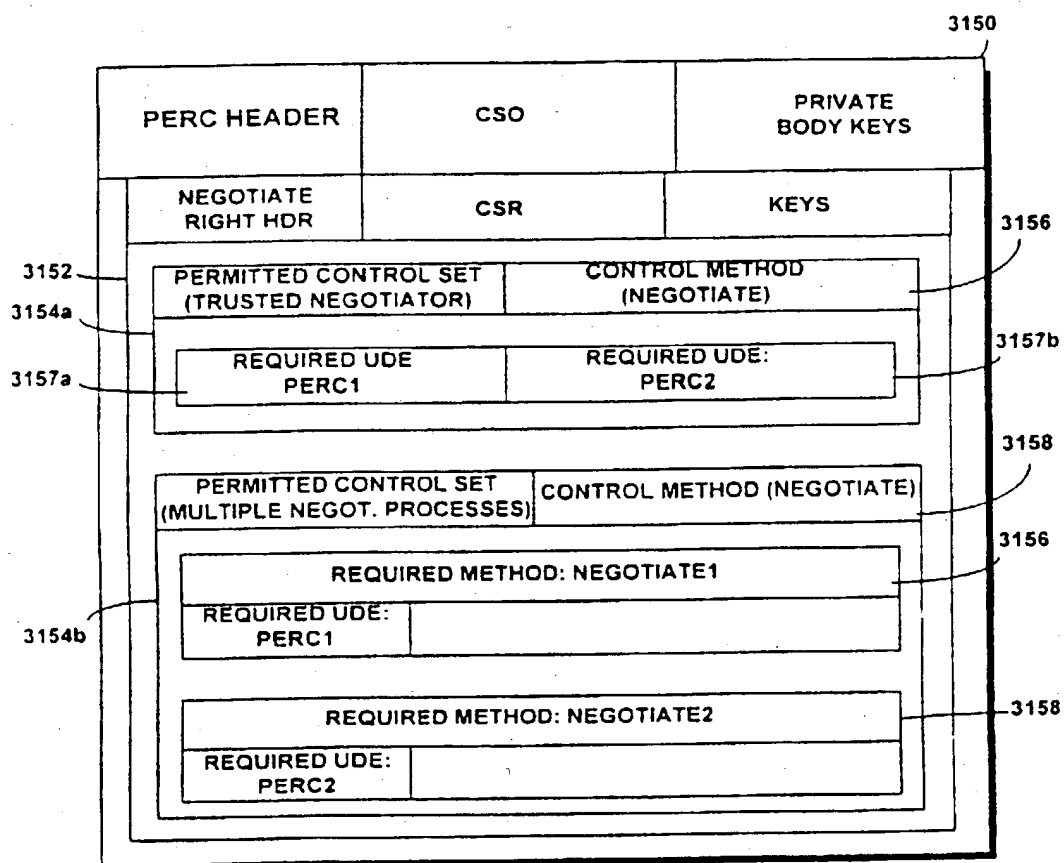 3150
PERC HEADER
CSO
PRIVATE
BODY KEYS
NEGOTIATE
RIGHT HDR
CSR
KEYS
3156
3152
PERMITTED CONTROL SET
(TRUSTED NEGOTIATOR)
CONTROL METHOD
(NEGOTIATE)
3154a
3157a
REQUIRED UDE
PERC1
REQUIRED UDE:
PERC2
3157b
3158
PERMITTED CONTROL SET
(MULTIPLE NEGOT. PROCESSES)
CONTROL METHOD (NEGOTIATE)
3156
REQUIRED METHOD: NEGOTIATE1
3154b
REQUIRED UDE:
PERC1
REQUIRED METHOD: NEGOTIATE2
3158
REQUIRED UDE:
PERC2